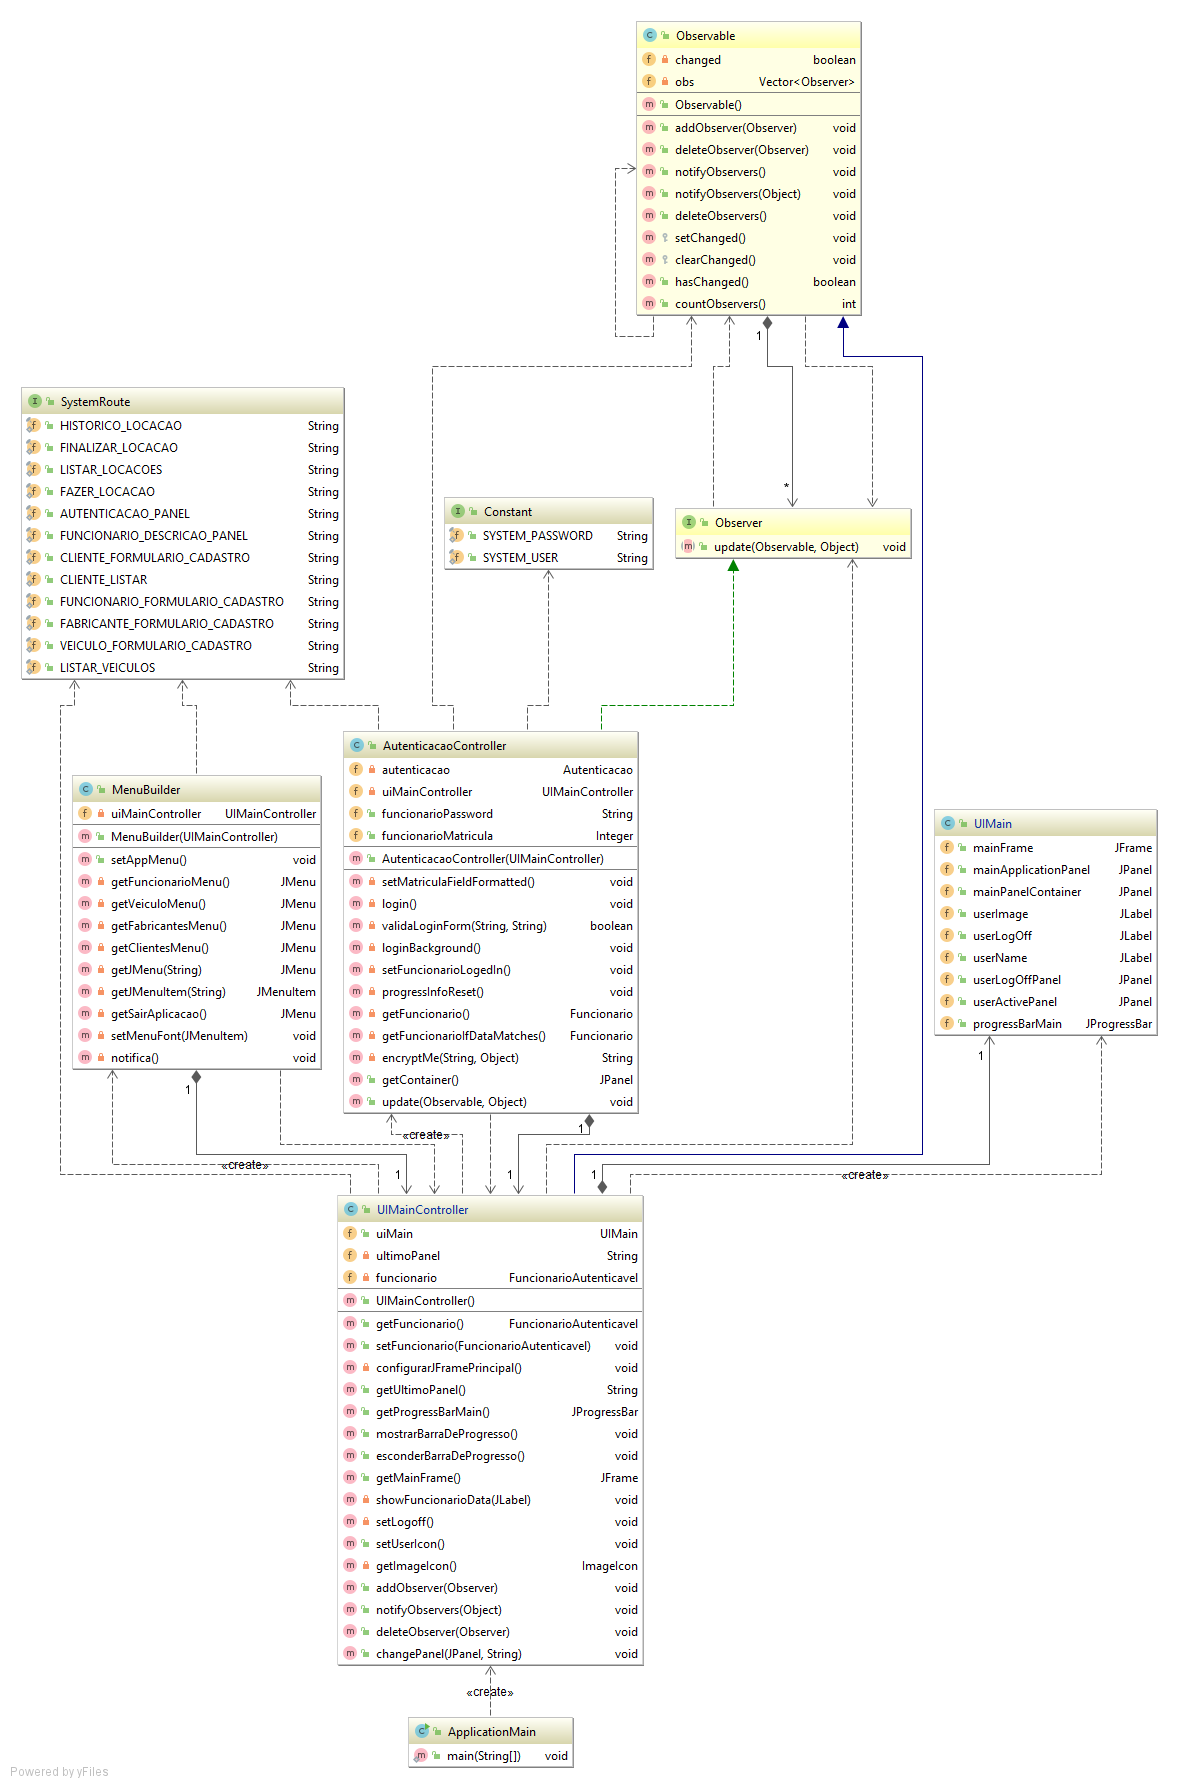 Observable
changed boolean
obs Vector<Observer>
Observable()
addObserver(Observer) void
deleteObserver(Observer) void
notifyObservers() void
notifyObservers(Object) void
deleteObservers() void
setChanged() void
clearChanged() void
hasChanged() boolean
countObservers() int
1
*
SystemRoute
HISTORICO_LOCACAO String
FINALIZAR_LOCACAO String
LISTAR_LOCACOES String
FAZER_LOCACAO String
AUTENTICACAO_PANEL String
FUNCIONARIO_DESCRICAO_PANEL String
CLIENTE_FORMULARIO_CADASTRO String
CLIENTE_LISTAR String
FUNCIONARIO_FORMULARIO_CADASTRO String
FABRICANTE_FORMULARIO_CADASTRO String
VEICULO_FORMULARIO_CADASTRO String
LISTAR_VEICULOS String
Constant
SYSTEM_PASSWORD String
SYSTEM_USER String
Observer
update(Observable, Object) void
AutenticacaoController
autenticacao Autenticacao
uiMainController UIMainController
funcionarioPassword String
funcionarioMatricula Integer
AutenticacaoController(UIMainController)
setMatriculaFieldFormatted() void
login() void
validaLoginForm(String, String) boolean
loginBackground() void
setFuncionarioLogedIn() void
progressInfoReset() void
getFuncionario() Funcionario
getFuncionarioIfDataMatches() Funcionario
encryptMe(String, Object) String
getContainer() JPanel
update(Observable, Object) void
MenuBuilder
uiMainController UIMainController
MenuBuilder(UIMainController)
setAppMenu() void
getFuncionarioMenu() JMenu
getVeiculoMenu() JMenu
getFabricantesMenu() JMenu
getClientesMenu() JMenu
getJMenu(String) JMenu
getJMenuItem(String) JMenuItem
getSairAplicacao() JMenu
setMenuFont(JMenuItem) void
notifica() void
UIMain
mainFrame JFrame
mainApplicationPanel JPanel
mainPanelContainer JPanel
userImage JLabel
userLogOff JLabel
userName JLabel
userLogOffPanel JPanel
userActivePanel JPanel
progressBarMain JProgressBar
1
1
1
«create»
«create»
«create»
1
1
1
UIMainController
uiMain UIMain
ultimoPanel String
funcionario FuncionarioAutenticavel
UIMainController()
getFuncionario() FuncionarioAutenticavel
setFuncionario(FuncionarioAutenticavel) void
configurarJFramePrincipal() void
getUltimoPanel() String
getProgressBarMain() JProgressBar
mostrarBarraDeProgresso() void
esconderBarraDeProgresso() void
getMainFrame() JFrame
showFuncionarioData(JLabel) void
setLogoff() void
setUserIcon() void
getImageIcon() ImageIcon
addObserver(Observer) void
notifyObservers(Object) void
deleteObserver(Observer) void
changePanel(JPanel, String) void
«create»
ApplicationMain
main(String[]) void
Powered by yFiles